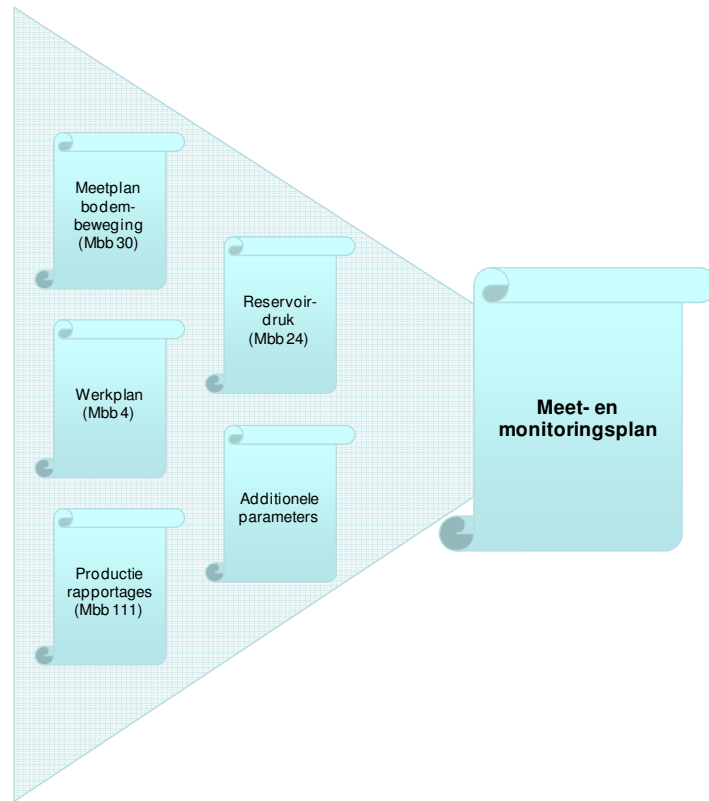 Meetplan
bodem-
beweging
(Mbb 30)
Reservoir-
druk
(Mbb 24)
Werkplan
(Mbb 4)
Meet- en
monitoringsplan
Additionele
parameters
Productie
rapportages
(Mbb 111)